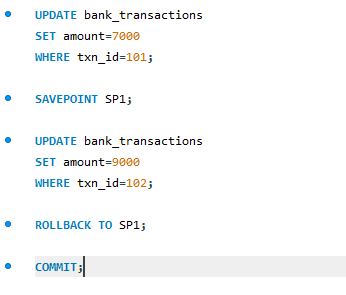 UPDATE bank_transactions
SET amount=7000
WHERE txn_id=101;
SAVEPOINT SP1;
UPDATE bank_transactions
SET amount=9000
WHERE txn_id=102;
ROLLBACK TO SP1;
COMMIT;